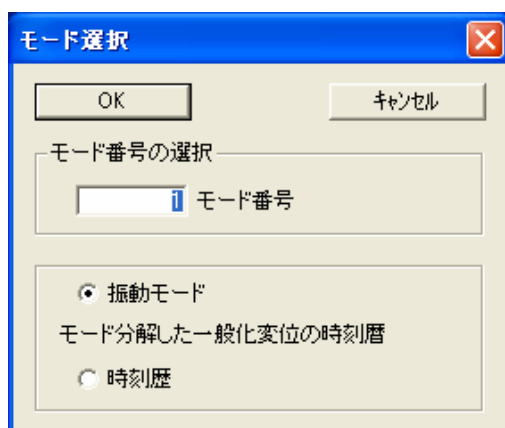 モード選択
OK キャンセル
モード番号の選択
1 モード番号
振動モード
モード分解した一般化変位の時刻暦
時刻歴